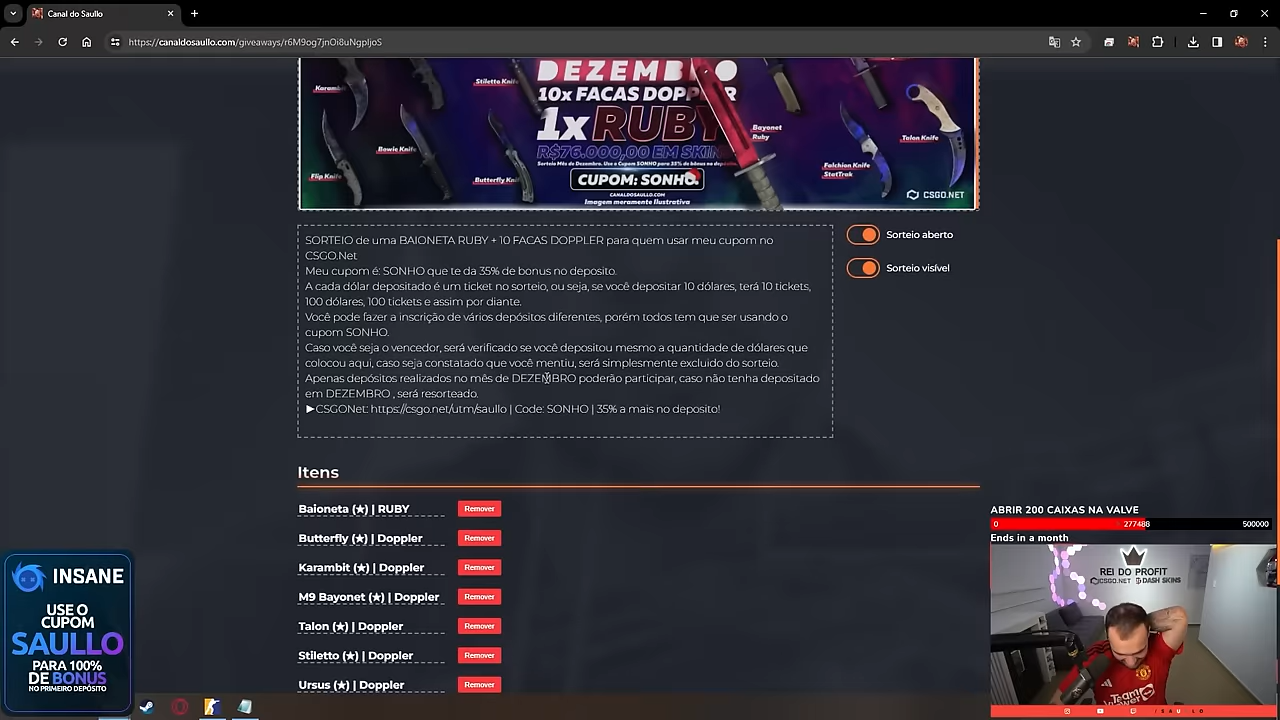 Canal do Saullo
https://canaldosaullo.com/giveaways/r6M9og7jnOi8uNgpljoS
DEZEMBRO
10x FACAS DOPPLER
1x RUBY
R$76.000,00 EM SKINS
CUPOM: SONHO
CANALDOSAULLO.COM
Imagem meramente Ilustrativa
Stiletto Knife
Bowie Knife
Flip Knife
Butterfly Kni
Bayonet
Ruby
Talon Knife
Falchion Knife
StatTrak
CSGO.NET
SORTEIO de uma BAIONETA RUBY + 10 FACAS DOPPLER para quem usar meu cupom no
CSGO.Net
Meu cupom é: SONHO que te da 35% de bonus no deposito.
A cada dólar depositado é um ticket no sorteio, ou seja, se você depositar 10 dólares, terá 10 tickets,
100 dólares, 100 tickets e assim por diante.
Você pode fazer a inscrição de vários depósitos diferentes, porém todos tem que ser usando o
cupom SONHO.
Caso você seja o vencedor, será verificado se você depositou mesmo a quantidade de dólares que
colocou aqui, caso seja constatado que você mentiu, será simplesmente excluido do sorteio.
Apenas depósitos realizados no mês de DEZEMBRO poderão participar, caso não tenha depositado
em DEZEMBRO , será resorteado.
►CSGONet: https://csgo.net/utm/saullo | Code: SONHO | 35% a mais no deposito!
Sorteio aberto
Sorteio visível
Itens
Baioneta (★) | RUBY Remover
Butterfly (★) | Doppler Remover
Karambit (★) | Doppler Remover
M9 Bayonet (★) | Doppler Remover
Talon (★) | Doppler Remover
Stiletto (★) | Doppler Remover
Ursus (★) | Doppler Remover
INSANE
USE O
CUPOM
SAULLO
PARA 100%
DE BONUS
NO PRIMEIRO DEPÓSITO
ABRIR 200 CAIXAS NA VALVE
0 277488 500000
Ends in a month
REI DO PROFIT
CSGO.NET DASH SKINS
TeamViewer